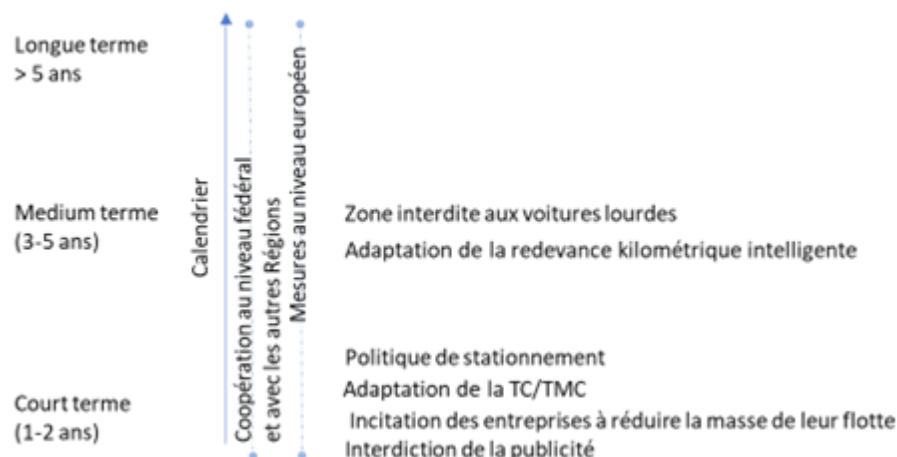 Longue terme
> 5 ans
Medium terme
(3-5 ans)
Court terme
(1-2 ans)
Calendrier
Coopération au niveau fédéral
et avec les autres Régions
Mesures au niveau européen
Zone interdite aux voitures lourdes
Adaptation de la redevance kilométrique intelligente
Politique de stationnement
Adaptation de la TC/TMC
Incitation des entreprises à réduire la masse de leur flotte
Interdiction de la publicité